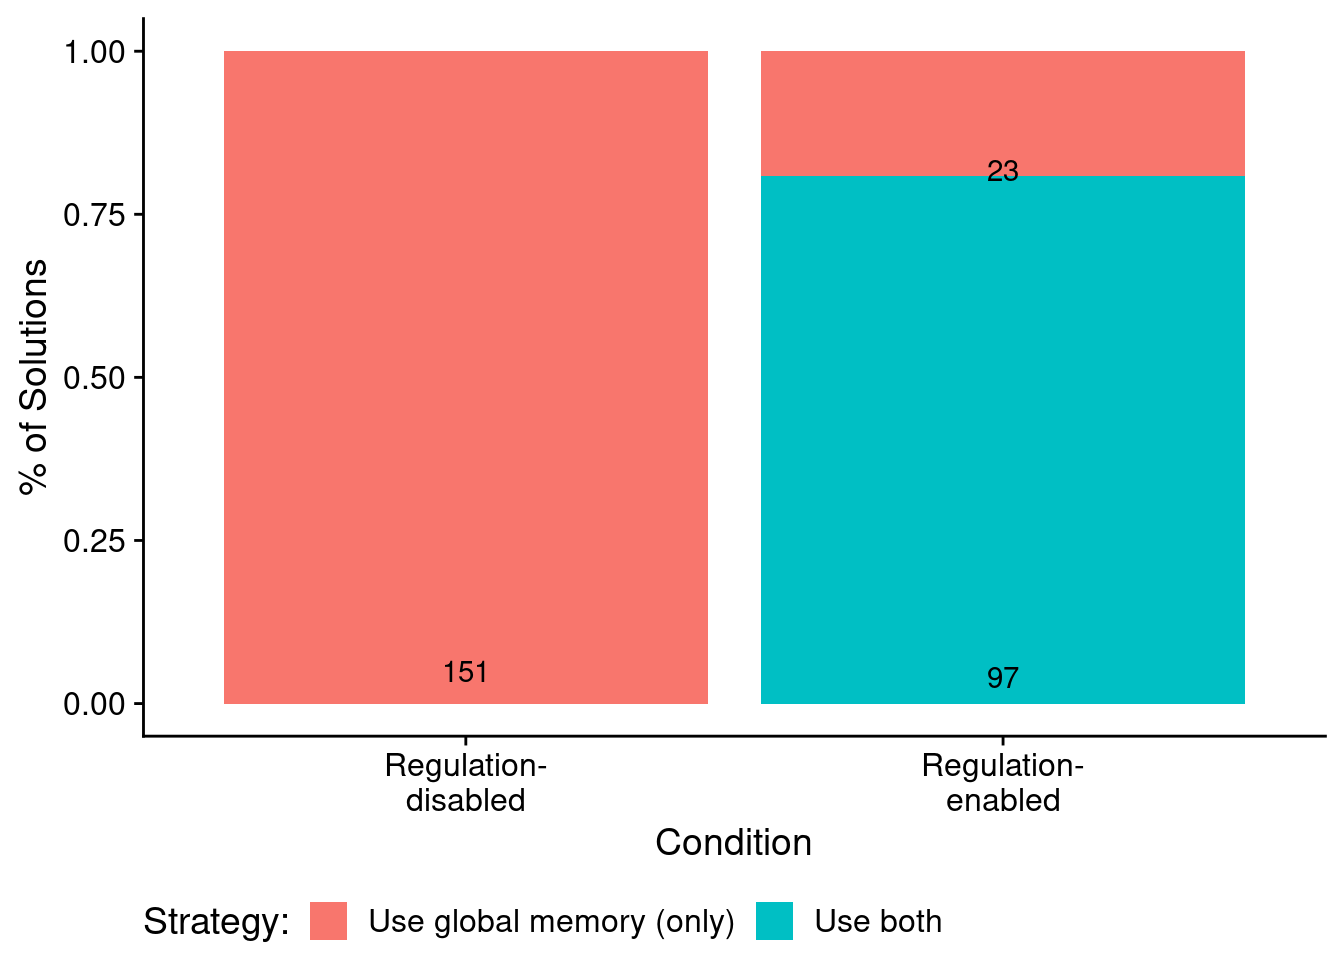 % of Solutions
1.00
0.75
0.50
0.25
0.00
151
23
97
Regulation-
disabled
Regulation-
enabled
Condition
Strategy: Use global memory (only) Use both